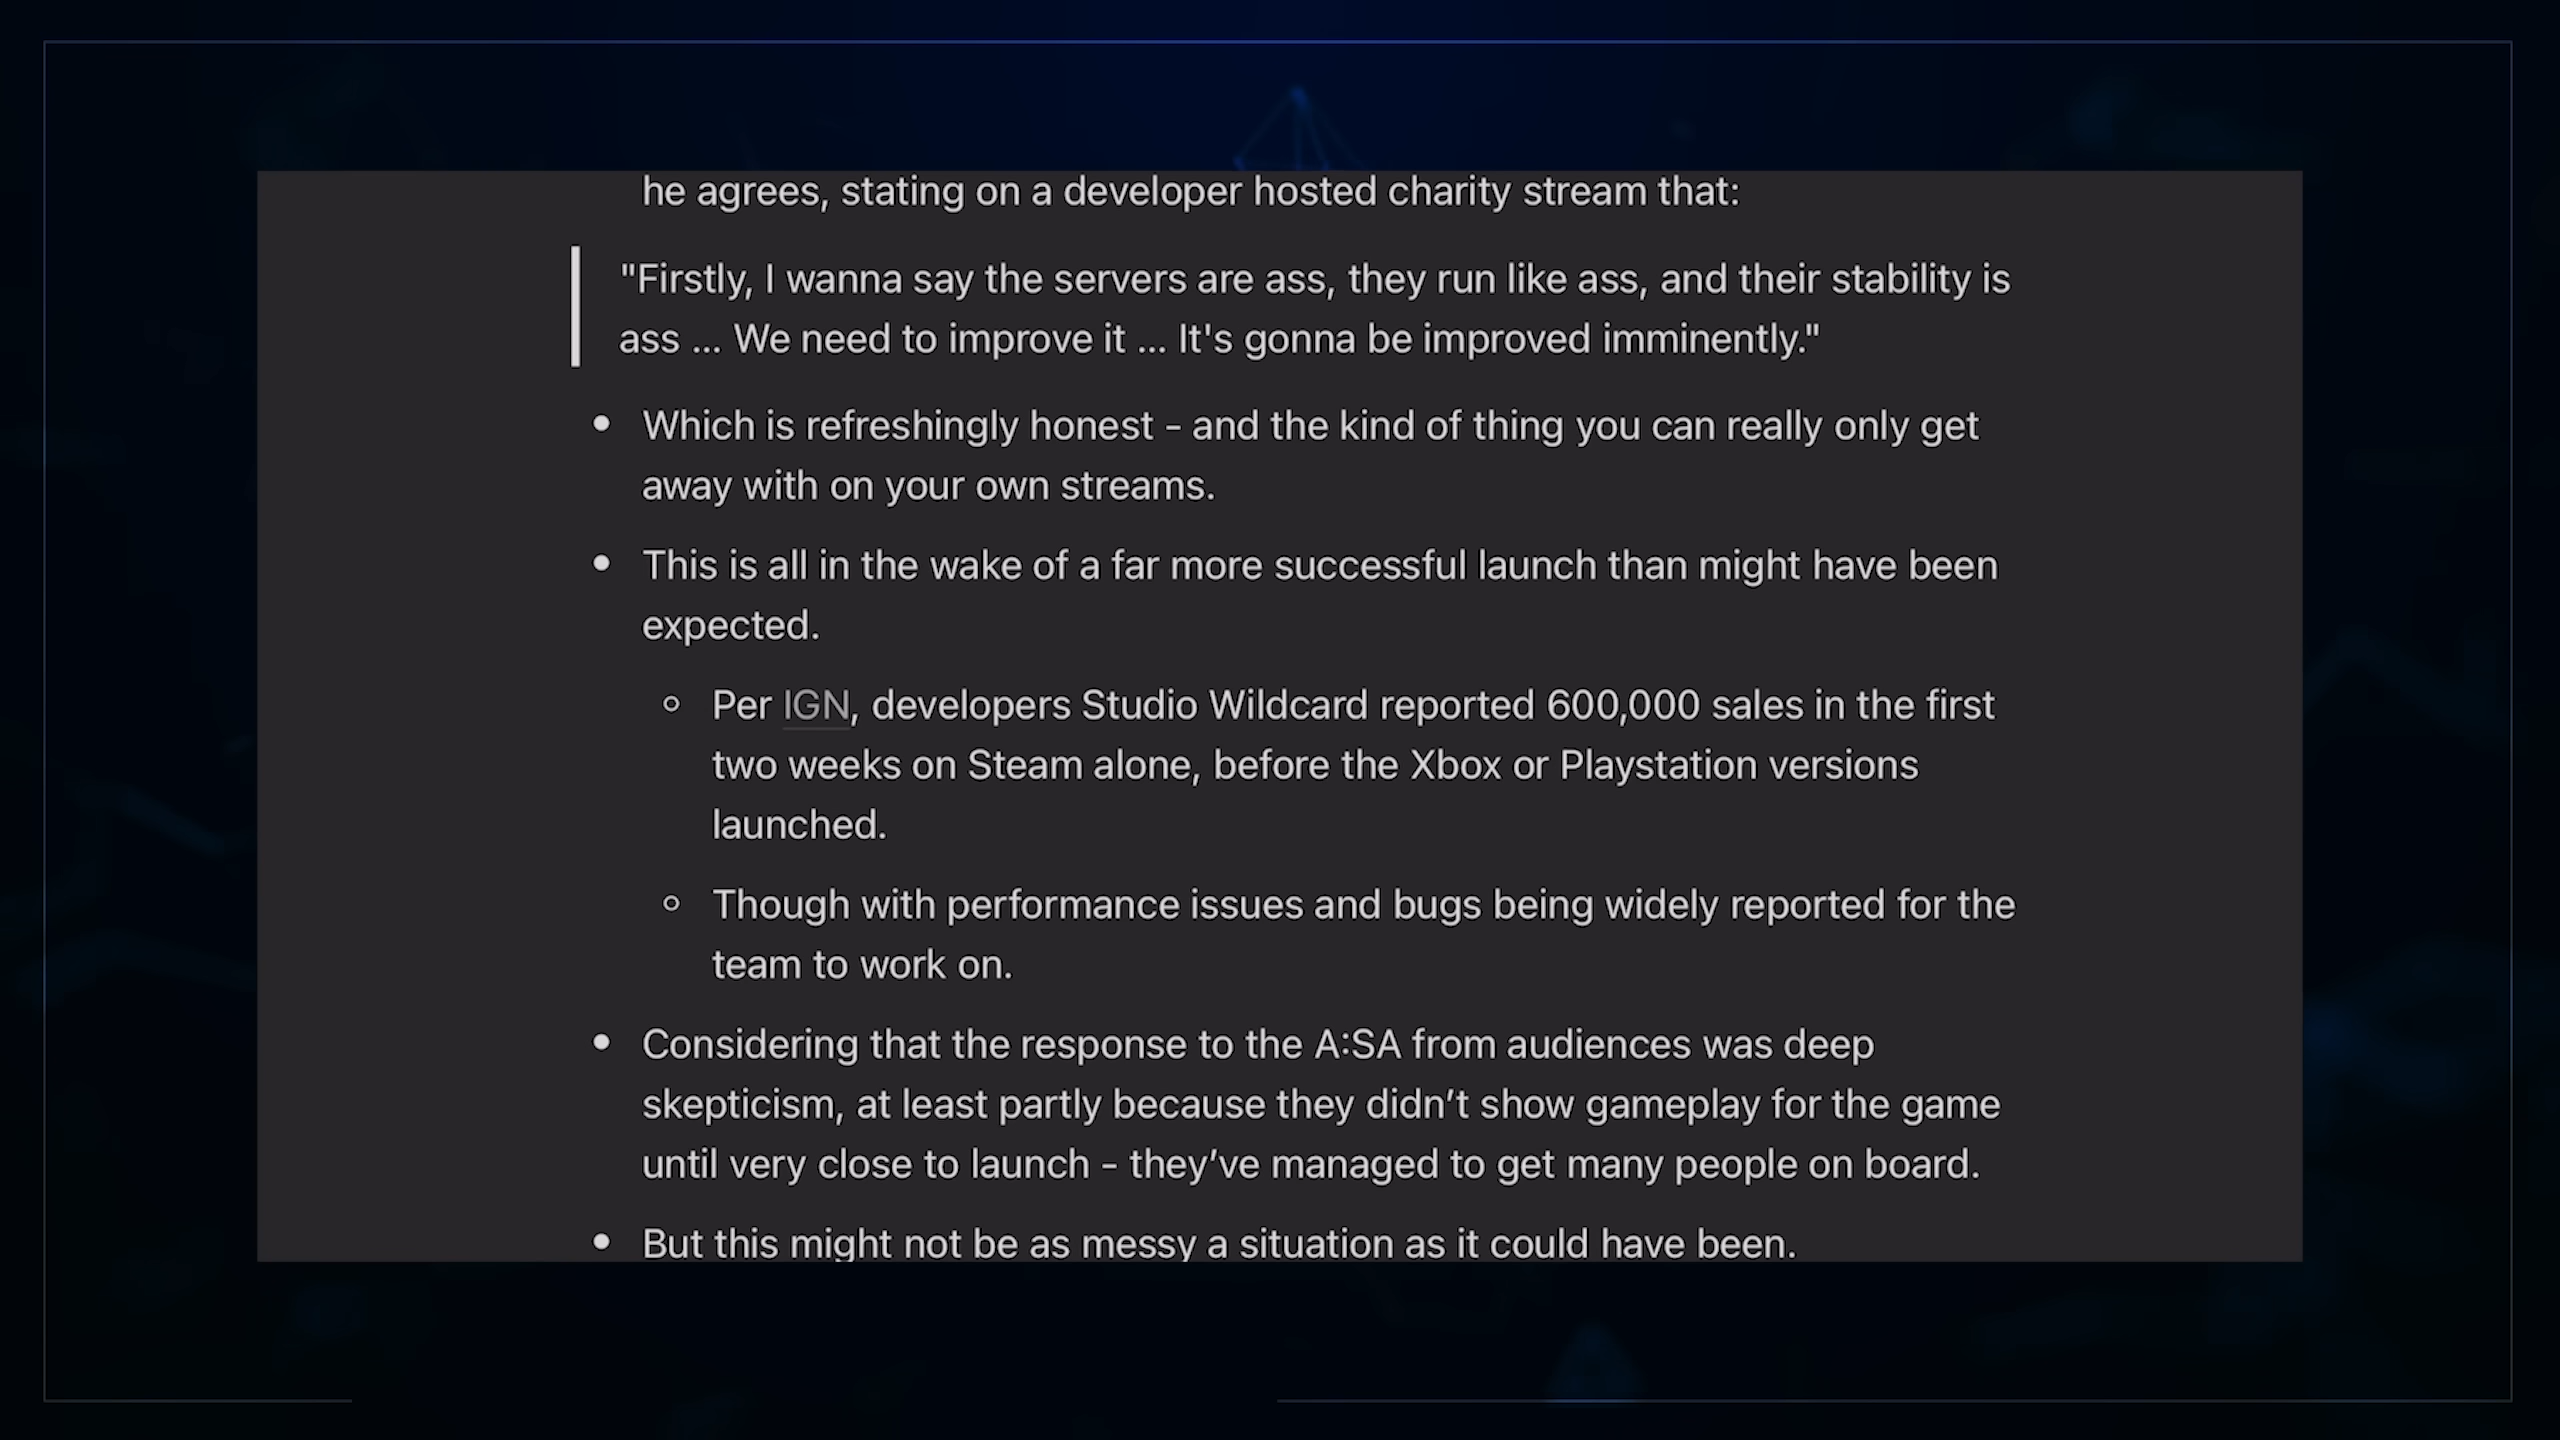 he agrees, stating on a developer hosted charity stream that:
"Firstly, I wanna say the servers are ass, they run like ass, and their stability is
ass ... We need to improve it ... It's gonna be improved imminently."
• Which is refreshingly honest - and the kind of thing you can really only get
away with on your own streams.
• This is all in the wake of a far more successful launch than might have been
expected.
◦ Per IGN, developers Studio Wildcard reported 600,000 sales in the first
two weeks on Steam alone, before the Xbox or Playstation versions
launched.
◦ Though with performance issues and bugs being widely reported for the
team to work on.
• Considering that the response to the A:SA from audiences was deep
skepticism, at least partly because they didn’t show gameplay for the game
until very close to launch - they’ve managed to get many people on board.
• But this might not be as messy a situation as it could have been.